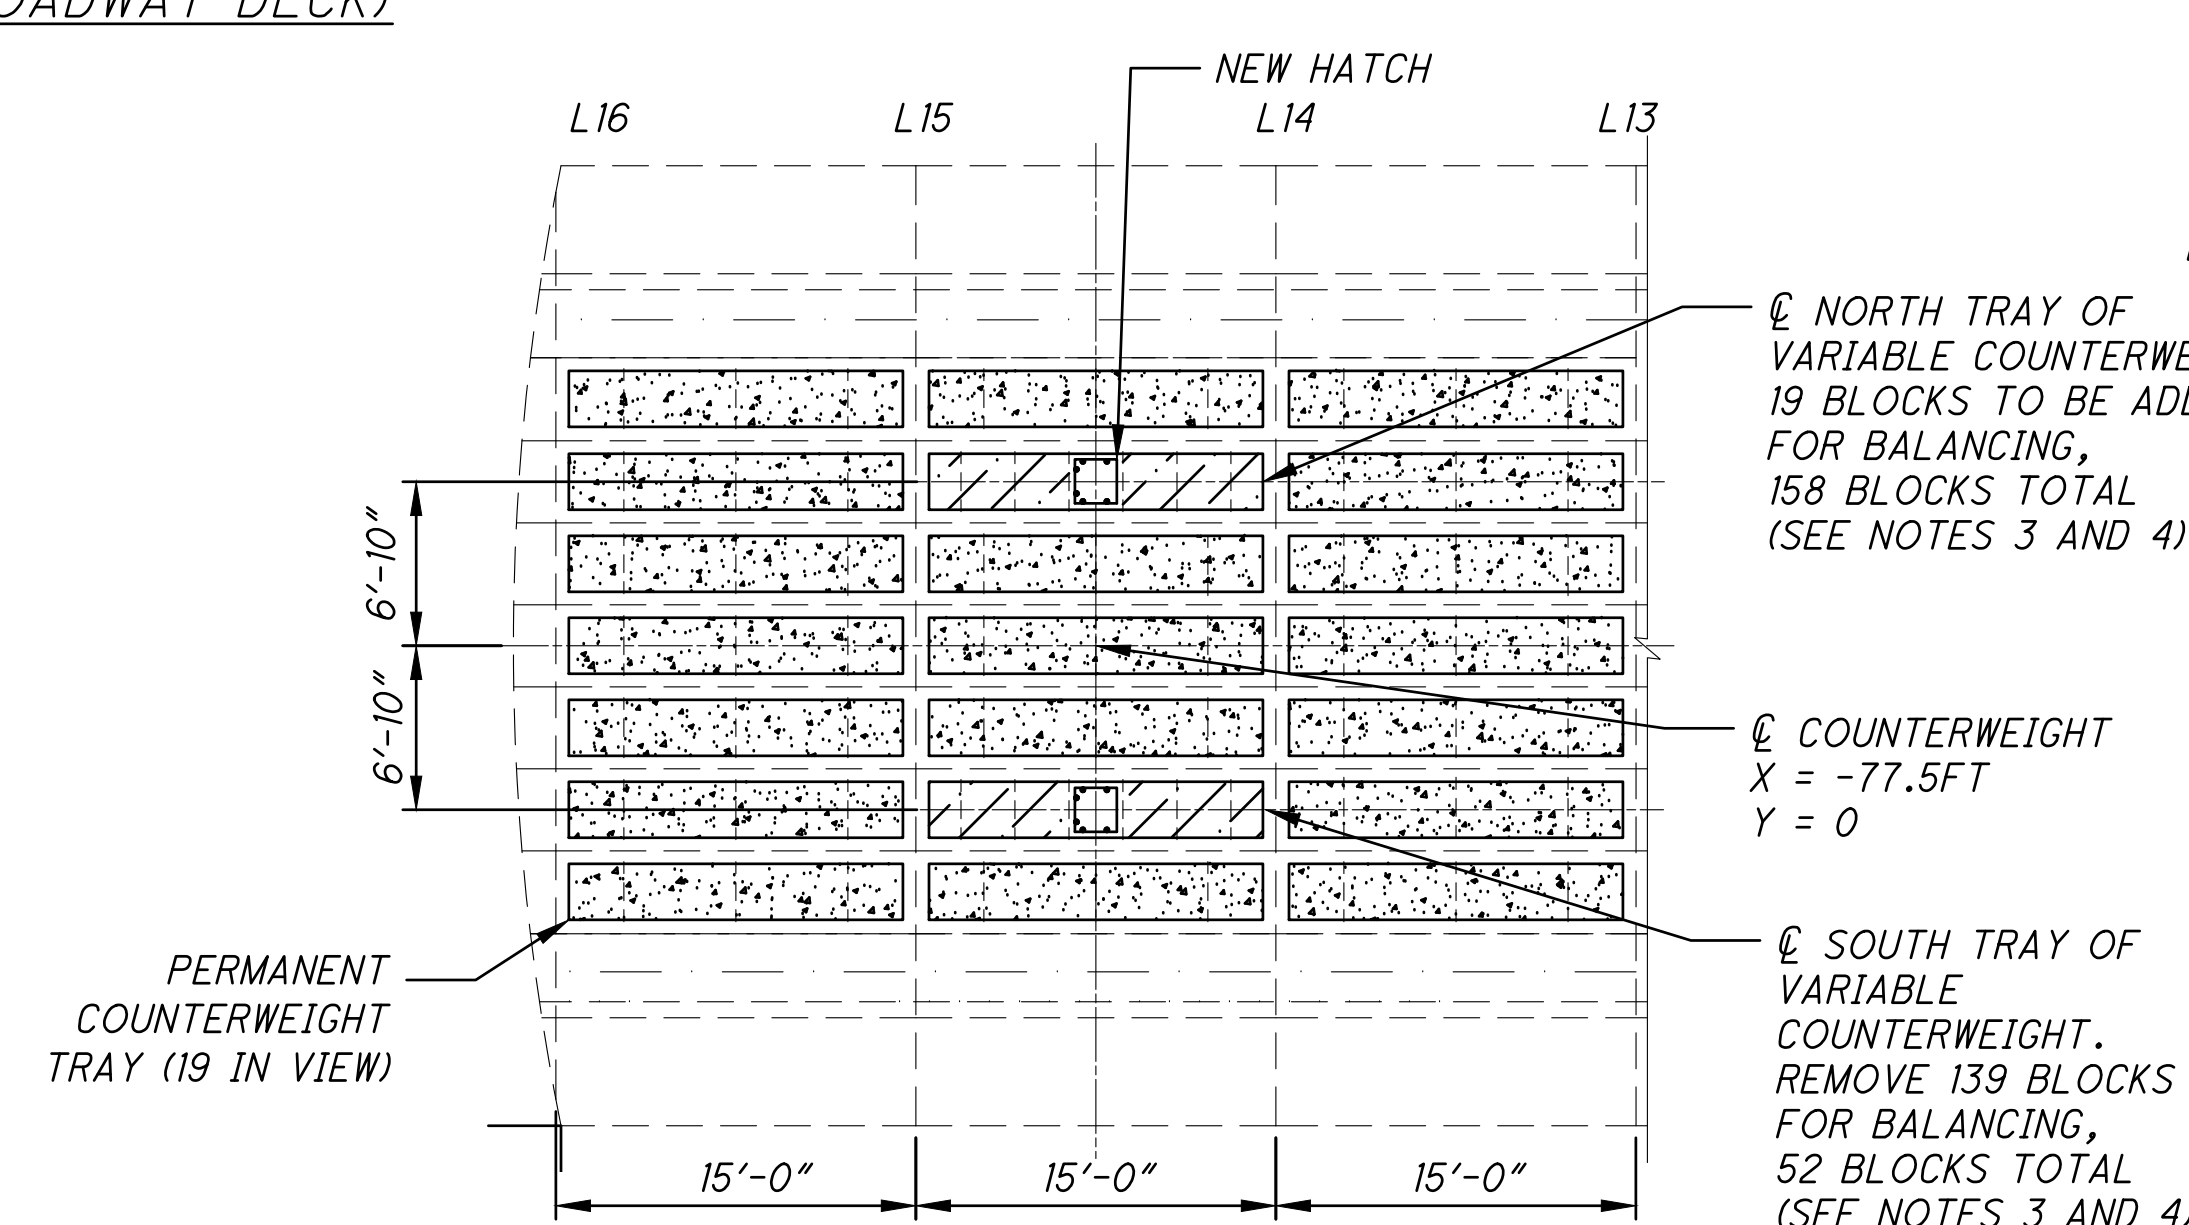 ROADWAY DECK)
NEW HATCH
L16 L15 L14 L13
℄ NORTH TRAY OF
VARIABLE
19 BLOCKS TO BE
FOR BALANCING,
158 BLOCKS TOTAL
(SEE NOTES 3 AND 4)
6'-10"
6'-10"
℄ COUNTERWEIGHT
X = -77.5FT
Y = 0
℄ SOUTH TRAY OF
VARIABLE
COUNTERWEIGHT.
REMOVE 139 BLOCKS
FOR BALANCING,
52 BLOCKS TOTAL
(SEE NOTES 3 AND 4)
PERMANENT
COUNTERWEIGHT
TRAY (19 IN VIEW)
15'-0" 15'-0" 15'-0"